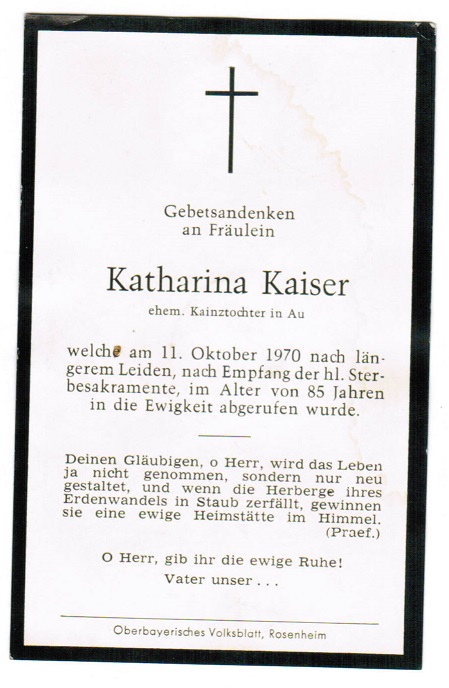 Gebetsandenken
an Fräulein
Katharina Kaiser
ehem. Kainztochter in Au
welche am 11. Oktober 1970 nach län-
gerem Leiden, nach Empfang der hl. Ster-
besakramente, im Alter von 85 Jahren
in die Ewigkeit abgerufen wurde.
Deinen Gläubigen, o Herr, wird das Leben
ja nicht genommen, sondern nur neu
gestaltet, und wenn die Herberge ihres
Erdenwandels in Staub zerfällt, gewinnen
sie eine ewige Heimstätte im Himmel.
(Praef.)
O Herr, gib ihr die ewige Ruhe!
Vater unser . . .
Oberbayerisches Volksblatt, Rosenheim